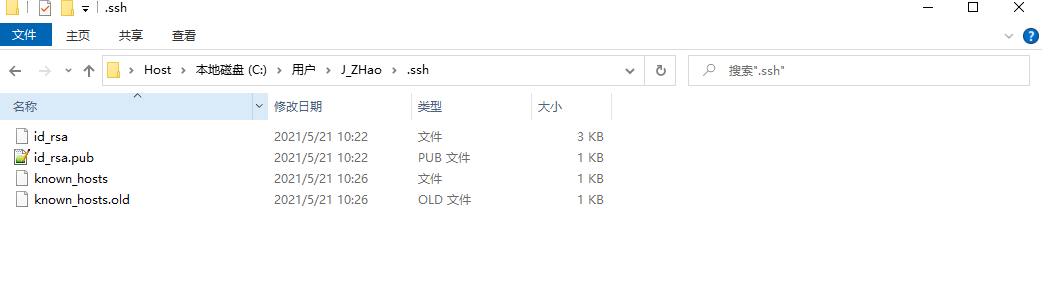 .ssh
文件 主页 共享 查看
Host 本地磁盘 (C:) 用户 J_ZHao .ssh 搜索".ssh"
名称 修改日期 类型 大小
id_rsa 2021/5/21 10:22 文件 3 KB
id_rsa.pub 2021/5/21 10:22 PUB 文件 1 KB
known_hosts 2021/5/21 10:26 文件 1 KB
known_hosts.old 2021/5/21 10:26 OLD 文件 1 KB